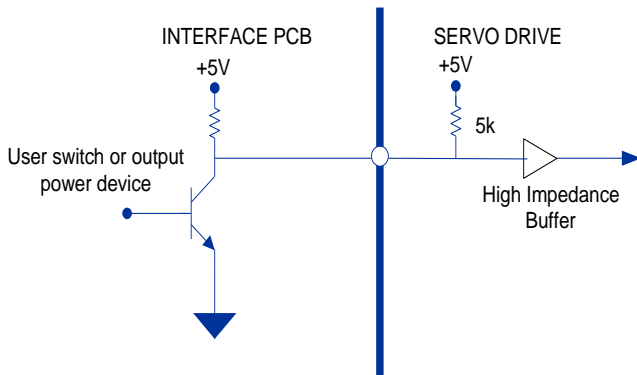 INTERFACE PCB
+5V
User switch or output
power device
SERVO DRIVE
+5V
5k
High Impedance
Buffer